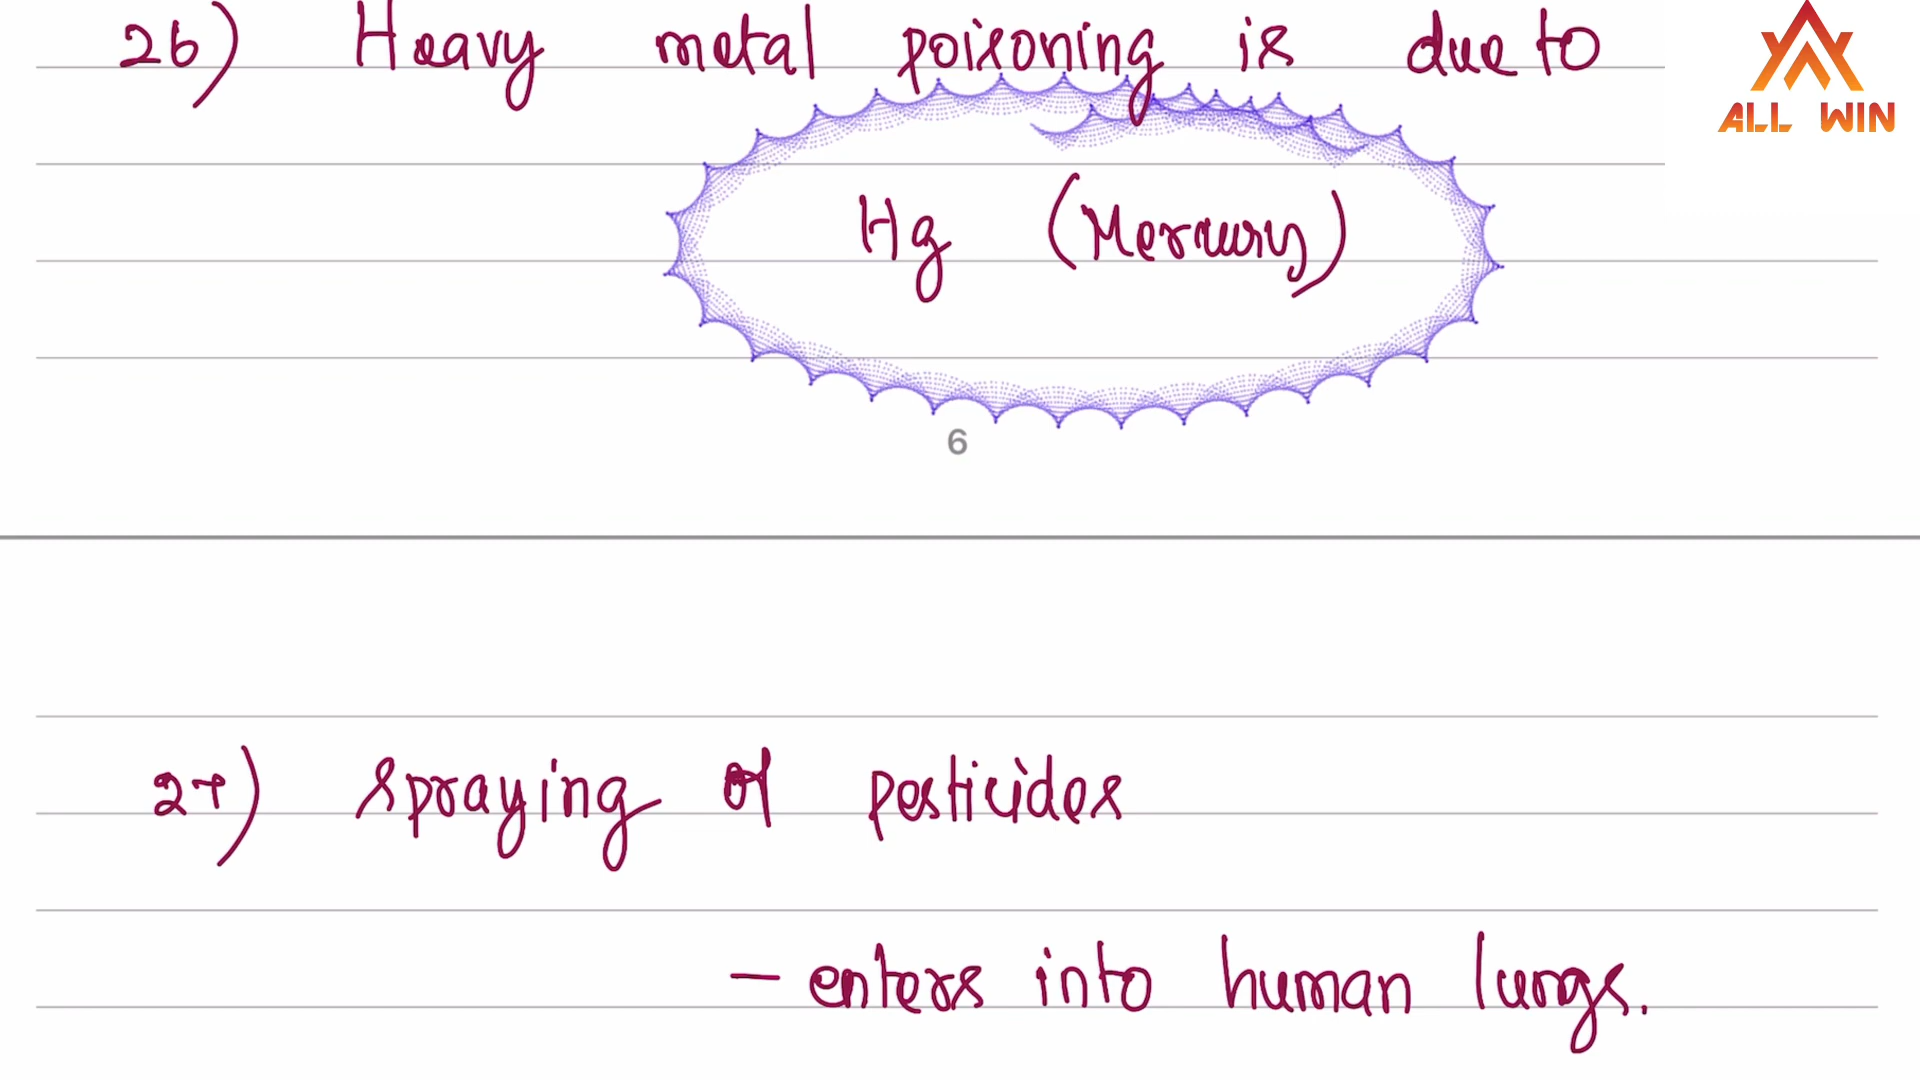 26) Heavy metal poisoning is due to
ALL WIN
Hg (Mercury)
6
27) Spraying of pesticides
- enters into human lungs.